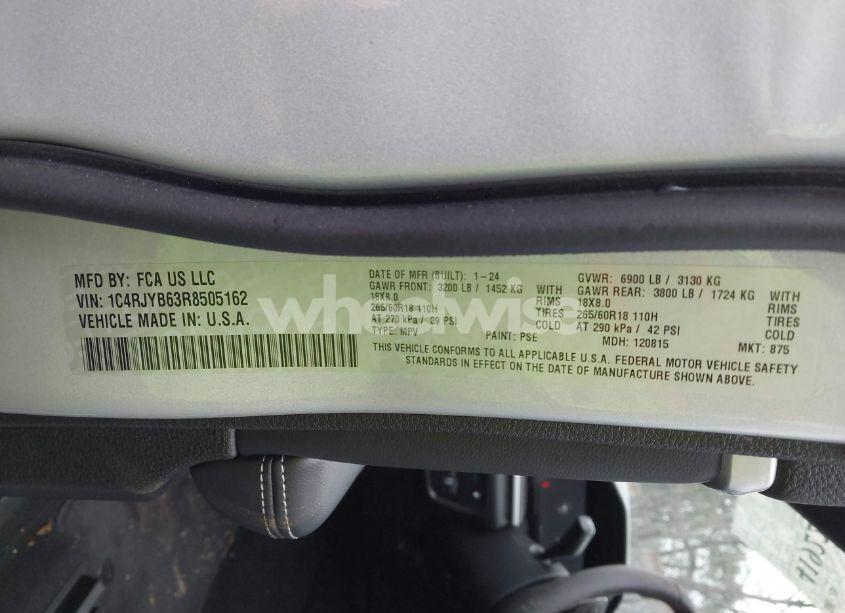 MFD BY: FCA US LLC
VIN: 1C4RJYB63R8505162
VEHICLE MADE IN: U.S.A.
DATE OF MFR (BUILT): 1-24
GVWR: 6900 LB / 3130 KG
GAWR FRONT: 3200 LB / 1452 KG WITH
GAWR REAR: 3800 LB / 1724 KG WITH
18X8.0 RIMS
18X8.0 RIMS
265/60R18 110H TIRES
265/60R18 110H TIRES
AT 270 kPa / 39 PSI COLD
AT 290 kPa / 42 PSI COLD
TYPE: MPV PAINT: PSE MDH: 120815 MKT: 875
THIS VEHICLE CONFORMS TO ALL APPLICABLE U.S.A. FEDERAL MOTOR VEHICLE SAFETY
STANDARDS IN EFFECT ON THE DATE OF MANUFACTURE SHOWN ABOVE.